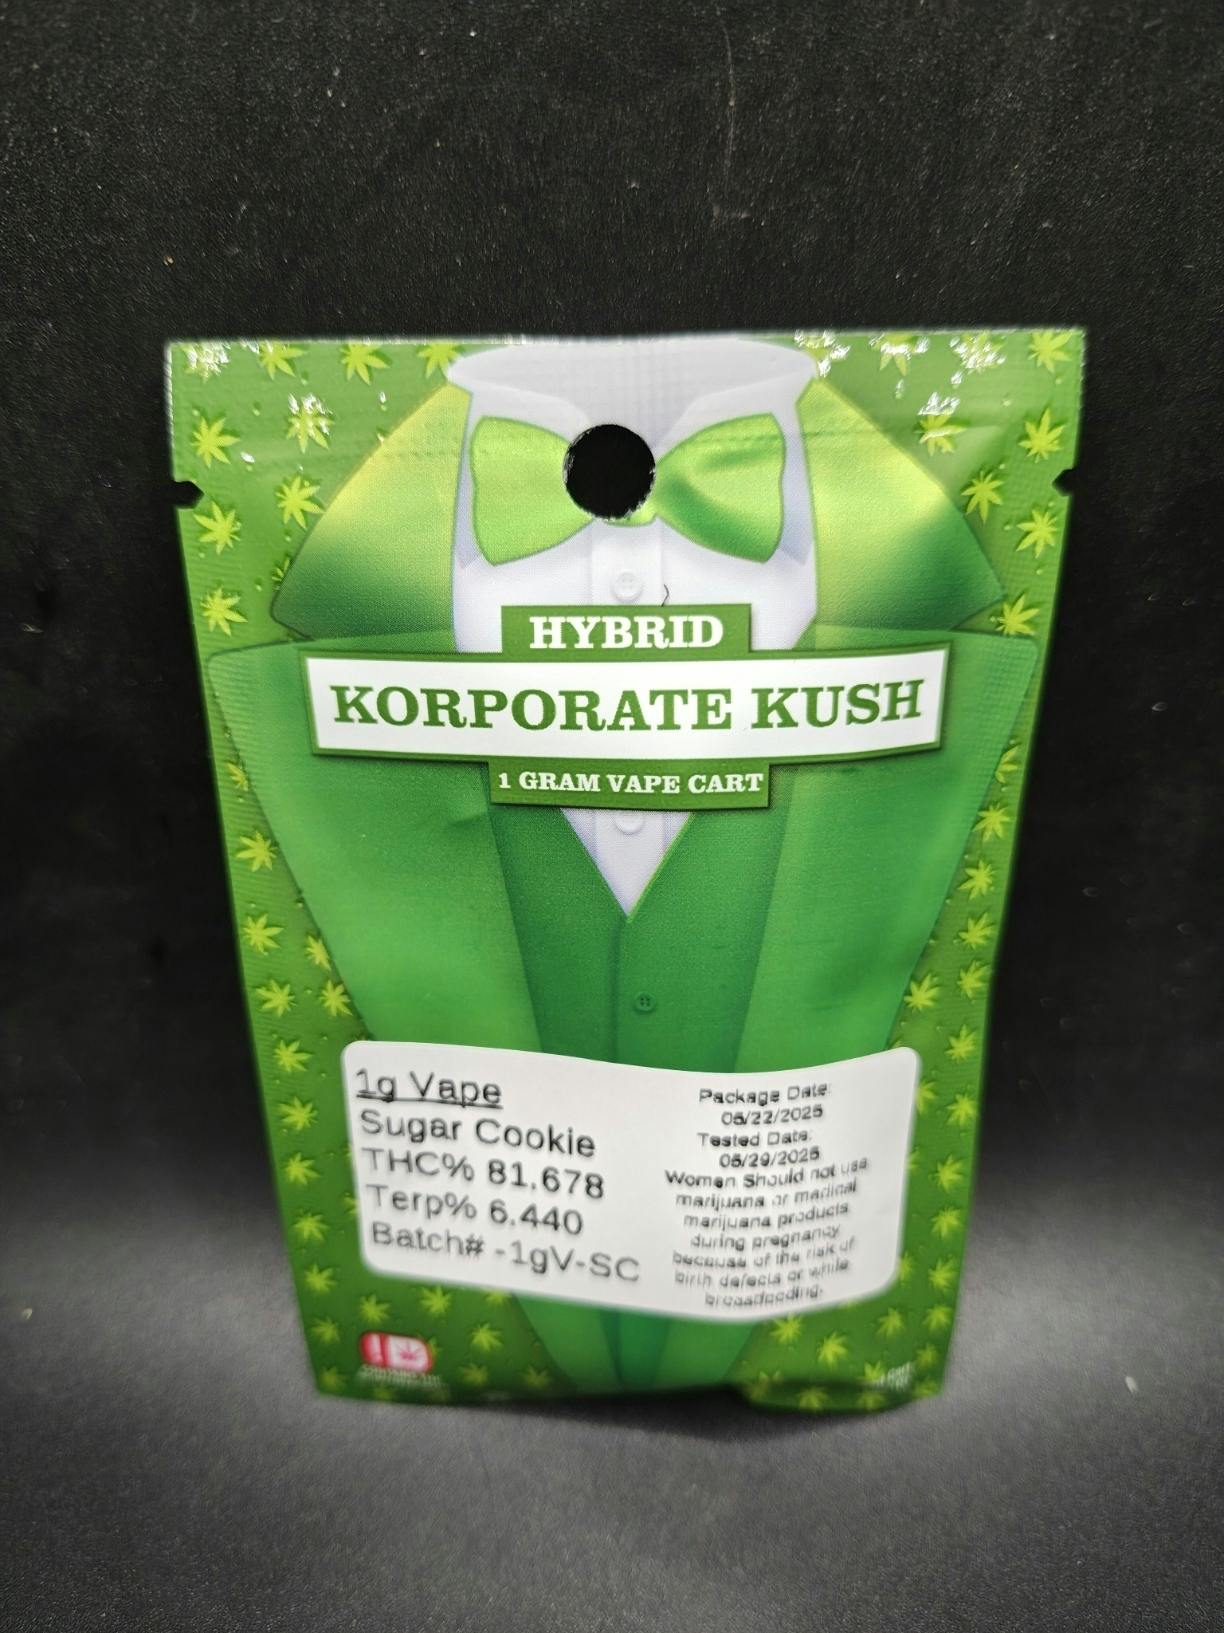 HYBRID
KORPORATE KUSH
1 GRAM VAPE CART
1g Vape
Sugar Cookie
THC% 81.678
Terp% 6.440
Batch# -1gV-SC
Package Date:
05/22/2025
Tested Date:
05/29/2025
Women Should not use
marijuana or medical
marijuana products
during pregnancy
because of the risk of
birth defects or while
breastfeeding.